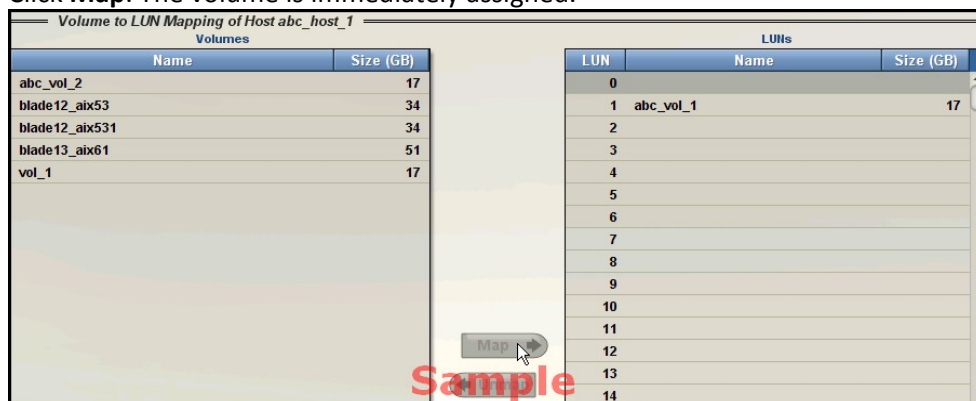 Click Map. The volume is immediately assigned.
Volume to LUN Mapping of Host abc_host_1
Volumes
Name Size (GB)
abc_vol_2 17
blade12_aix53 34
blade12_aix531 34
blade13_aix61 51
vol_1 17
Map
Unmap
Sample
LUNs
LUN Name Size (GB)
0
1 abc_vol_1 17
2
3
4
5
6
7
8
9
10
11
12
13
14